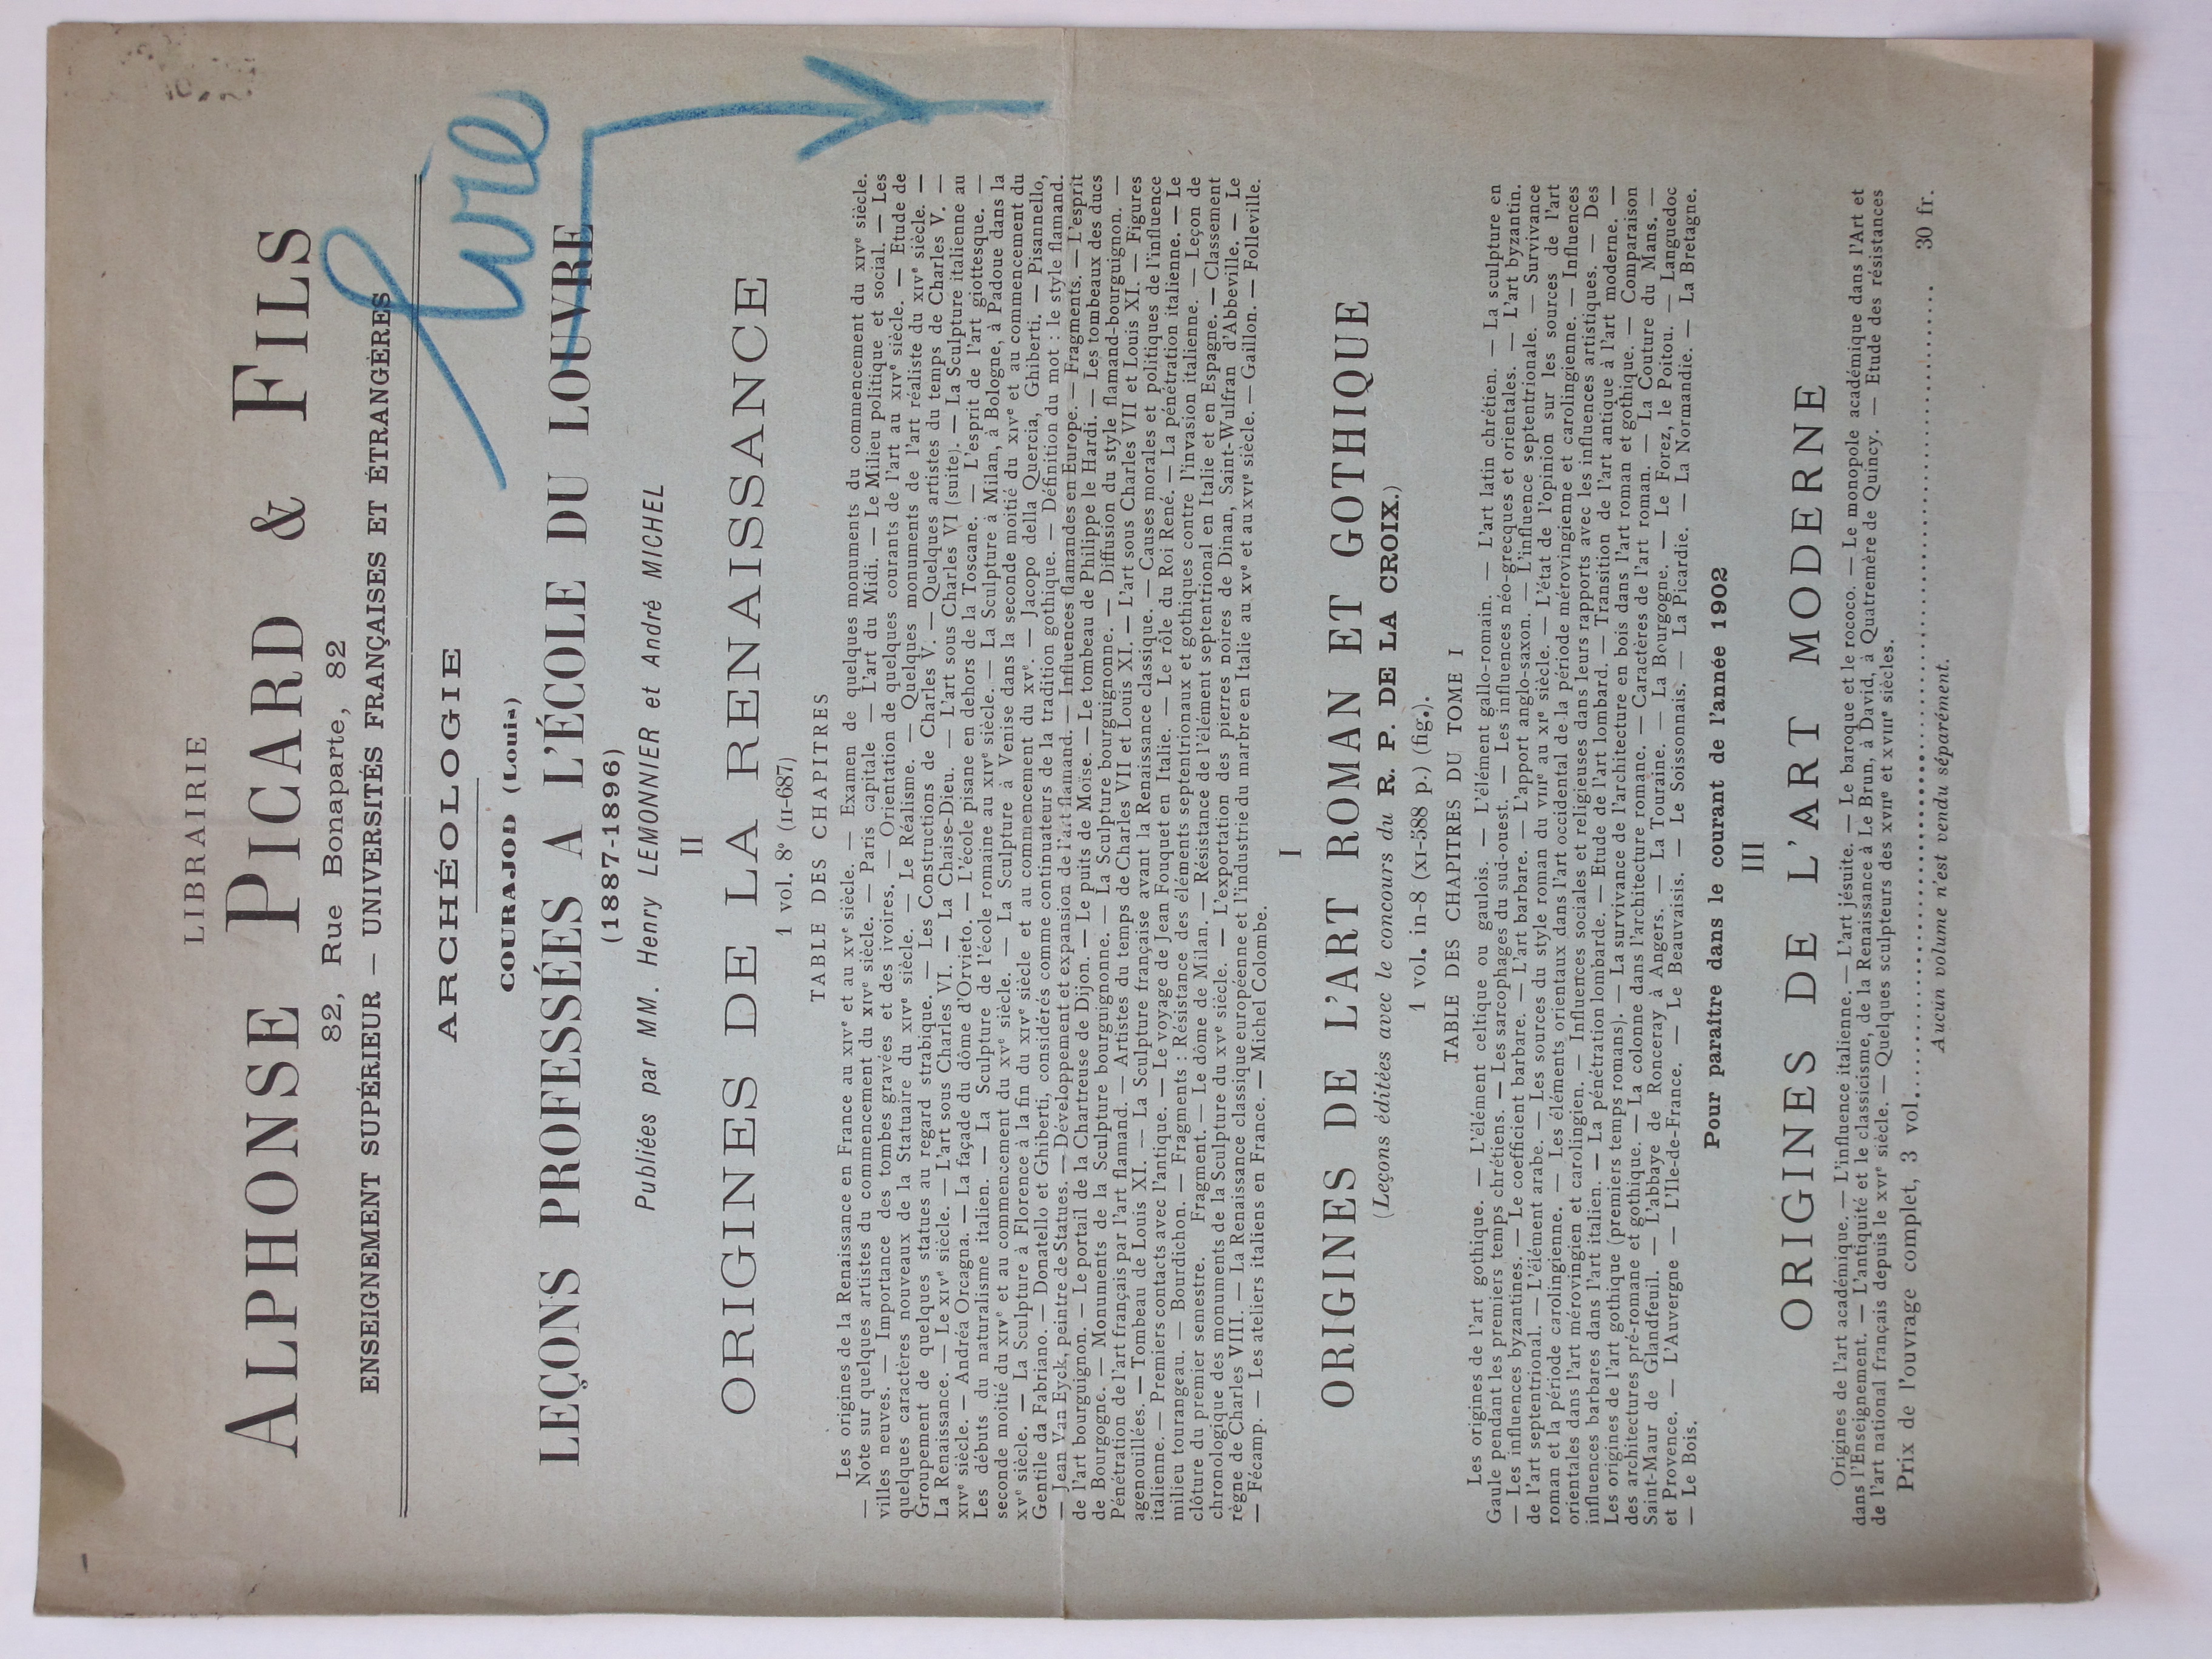 LIBRAIRIE
ALPHONSE PICARD & FILS
82, Rue Bonaparte, 82
ENSEIGNEMENT SUPÉRIEUR — UNIVERSITÉS FRANÇAISES ET ÉTRANGÈRES
lire
ARCHÉOLOGIE
COURAJOD (Louis)
LEÇONS PROFESSÉES A L'ÉCOLE DU LOUVRE
(1887-1896)
Publiées par MM. Henry LEMONNIER et André MICHEL
II
ORIGINES DE LA RENAISSANCE
1 vol. 8° (II-687)
TABLE DES CHAPITRES
Les origines de la Renaissance en France au XIVe et au XVe siècle. — Examen de quelques monuments du commencement du XIVe siècle.
— Note sur quelques artistes du commencement du XIVe siècle. — Paris capitale — L'art du Midi. — Le Milieu politique et social. — Les
villes neuves. — Importance des tombes gravées et des ivoires. — Orientation de quelques courants de l'art au XIVe siècle. — Etude de
quelques caractères nouveaux de la Statuaire du XIVe siècle. — Le Réalisme. — Quelques monuments de l'art réaliste du XIVe siècle. —
Groupement de quelques statues au regard strabique. — Les Constructions de Charles V. — Quelques artistes du temps de Charles V. —
La Renaissance. — Le XIVe siècle. — L'art sous Charles VI. — La Chaise-Dieu. — L'art sous Charles VI (suite). — La Sculpture italienne au
XIVe siècle. — Andréa Orcagna. — La façade du dôme d'Orvieto. — L'école pisane en dehors de la Toscane. — L'esprit de l'art giottesque. —
Les débuts du naturalisme italien. — La Sculpture de l'école romaine au XIVe siècle. — La Sculpture à Milan, à Bologne, à Padoue dans la
seconde moitié du XIVe et au commencement du XVe siècle. — La Sculpture à Venise dans la seconde moitié du XIVe et au commencement du
XVe siècle. — La Sculpture à Florence à la fin du XIVe siècle et au commencement du XVe. — Jacopo della Quercia, Ghiberti. — Pisannello,
Gentile da Fabriano. — Donatello et Ghiberti, considérés comme continuateurs de la tradition gothique. — Définition du mot : le style flamand.
— Jean Van Eyck, peintre de Statues. — Développement et expansion de l'art flamand. — Influences flamandes en Europe. — Fragments. — L'esprit
de l'art bourguignon. — Le portail de la Chartreuse de Dijon. — Le puits de Moïse. — Le tombeau de Philippe le Hardi. — Les tombeaux des ducs
de Bourgogne. — Monuments de la Sculpture bourguignonne. — La Sculpture bourguignonne. — Diffusion du style flamand-bourguignon. —
Pénétration de l'art français par l'art flamand. — Artistes du temps de Charles VII et Louis XI. — L'art sous Charles VII et Louis XI. — Figures
agenouillées. — Tombeau de Louis XI. — La Sculpture française avant la Renaissance classique. — Causes morales et politiques de l'influence
italienne. — Premiers contacts avec l'antique. — Le voyage de Jean Fouquet en Italie. — Le rôle du Roi René. — La pénétration italienne. — Le
milieu tourangeau. — Bourdichon. — Fragments : Résistance des éléments septentrionaux et gothiques contre l'invasion italienne. — Leçon de
clôture du premier semestre. Fragment. — Le dôme de Milan. — Résistance de l'élément septentrional en Italie et en Espagne. — Classement
chronologique des monuments de la Sculpture du XVe siècle. — L'exportation des pierres noires de Dinan, Saint-Wulfran d'Abbeville. — Le
règne de Charles VIII. — La Renaissance classique européenne et l'industrie du marbre en Italie au XVe et au XVIe siècle. — Gaillon. — Folleville.
— Fécamp. — Les ateliers italiens en France. — Michel Colombe.
I
ORIGINES DE L'ART ROMAN ET GOTHIQUE
(Leçons éditées avec le concours du R. P. DE LA CROIX.)
1 vol. in-8 (XI-588 p.) (fig.).
TABLE DES CHAPITRES DU TOME I
Les origines de l'art gothique. — L'élément celtique ou gaulois. — L'élément gallo-romain. — L'art latin chrétien. — La sculpture en
Gaule pendant les premiers temps chrétiens. — Les sarcophages du sud-ouest. — Les influences néo-grecques et orientales. — L'art byzantin.
— Les influences byzantines. — Le coefficient barbare. — L'art barbare. — L'apport anglo-saxon. — L'influence septentrionale. — Survivance
de l'art septentrional. — L'élément arabe. — Les sources du style roman du VIIIe au XIe siècle. — L'état de l'opinion sur les sources de l'art
roman et la période carolingienne. — Les éléments orientaux dans l'art occidental de la période mérovingienne et carolingienne. — Influences
orientales dans l'art mérovingien et carolingien. — Influences sociales et religieuses dans leurs rapports avec les influences artistiques. — Des
influences barbares dans l'art italien. — La pénétration lombarde. — Etude de l'art lombard. — Transition de l'art antique à l'art moderne. —
Les origines de l'art gothique (premiers temps romans). — La survivance de l'architecture en bois dans l'art roman et gothique. — Comparaison
des architectures pré-romane et gothique. — La colonne dans l'architecture romane. — Caractères de l'art roman. — La Couture du Mans. —
Saint-Maur de Glandfeuil. — L'abbaye de Ronceray à Angers. — La Touraine. — La Bourgogne. — Le Forez, le Poitou. — Languedoc
et Provence. — L'Auvergne — L'Ile-de-France. — Le Beauvaisis. — Le Soissonnais. — La Picardie. — La Normandie. — La Bretagne.
— Le Bois.
Pour paraître dans le courant de l'année 1902
III
ORIGINES DE L'ART MODERNE
Origines de l'art académique. — L'influence italienne. — L'art jésuite. — Le baroque et le rococo. — Le monopole académique dans l'Art et
dans l'Enseignement. — L'antiquité et le classicisme, de la Renaissance à Le Brun, à David, à Quatremère de Quincy. — Etude des résistances
de l'art national français depuis le XVIe siècle. — Quelques sculpteurs des XVIIe et XVIIIe siècles.
Prix de l'ouvrage complet, 3 vol. .......... 30 fr.
Aucun volume n'est vendu séparément.